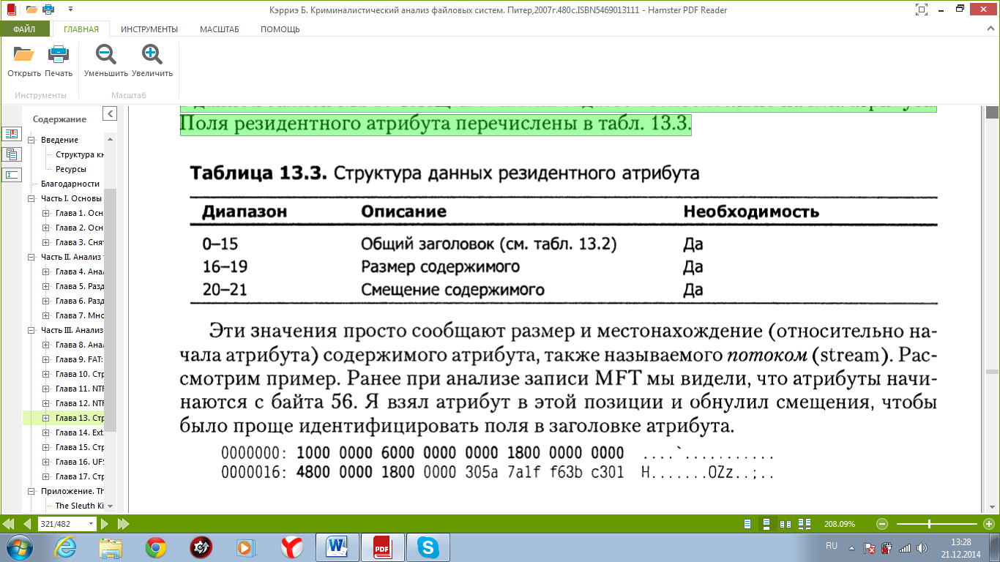 Кэрриэ Б. Криминалистический анализ файловых систем. Питер,2007г.480с.ISBN5469013111 - Hamster PDF Reader
ФАЙЛ ГЛАВНАЯ ИНСТРУМЕНТЫ МАСШТАБ ПОМОЩЬ
Открыть Печать Уменьшить Увеличить
Инструменты Масштаб
Содержание
Введение
Структура кн
Ресурсы
Благодарности
Часть I. Основы
Глава 1. Осн
Глава 2. Осн
Глава 3. Снят
Часть II. Анализ
Глава 4. Ана
Глава 5. Разд
Глава 6. Разд
Глава 7. Мно
Часть III. Анализ
Глава 8. Анал
Глава 9. FAT:
Глава 10. Стр
Глава 11. NTF
Глава 12. NTF
Глава 13. Стр
Глава 14. Ext
Глава 15. Стр
Глава 16. UFS
Глава 17. Стр
Приложение. Th
The Sleuth Ki
Поля резидентного атрибута перечислены в табл. 13.3.
Таблица 13.3. Структура данных резидентного атрибута
Диапазон Описание Необходимость
0–15 Общий заголовок (см. табл. 13.2) Да
16–19 Размер содержимого Да
20–21 Смещение содержимого Да
Эти значения просто сообщают размер и местонахождение (относительно на-
чала атрибута) содержимого атрибута, также называемого потоком (stream). Рас-
смотрим пример. Ранее при анализе записи MFT мы видели, что атрибуты начи-
наются с байта 56. Я взял атрибут в этой позиции и обнулил смещения, чтобы
было проще идентифицировать поля в заголовке атрибута.
0000000: 1000 0000 6000 0000 0000 1800 0000 0000 ....`...........
0000016: 4800 0000 1800 0000 305a 7a1f f63b c301 H.......0Zz..;..
321/482 208.09%
PDF
RU 13:28
21.12.2014